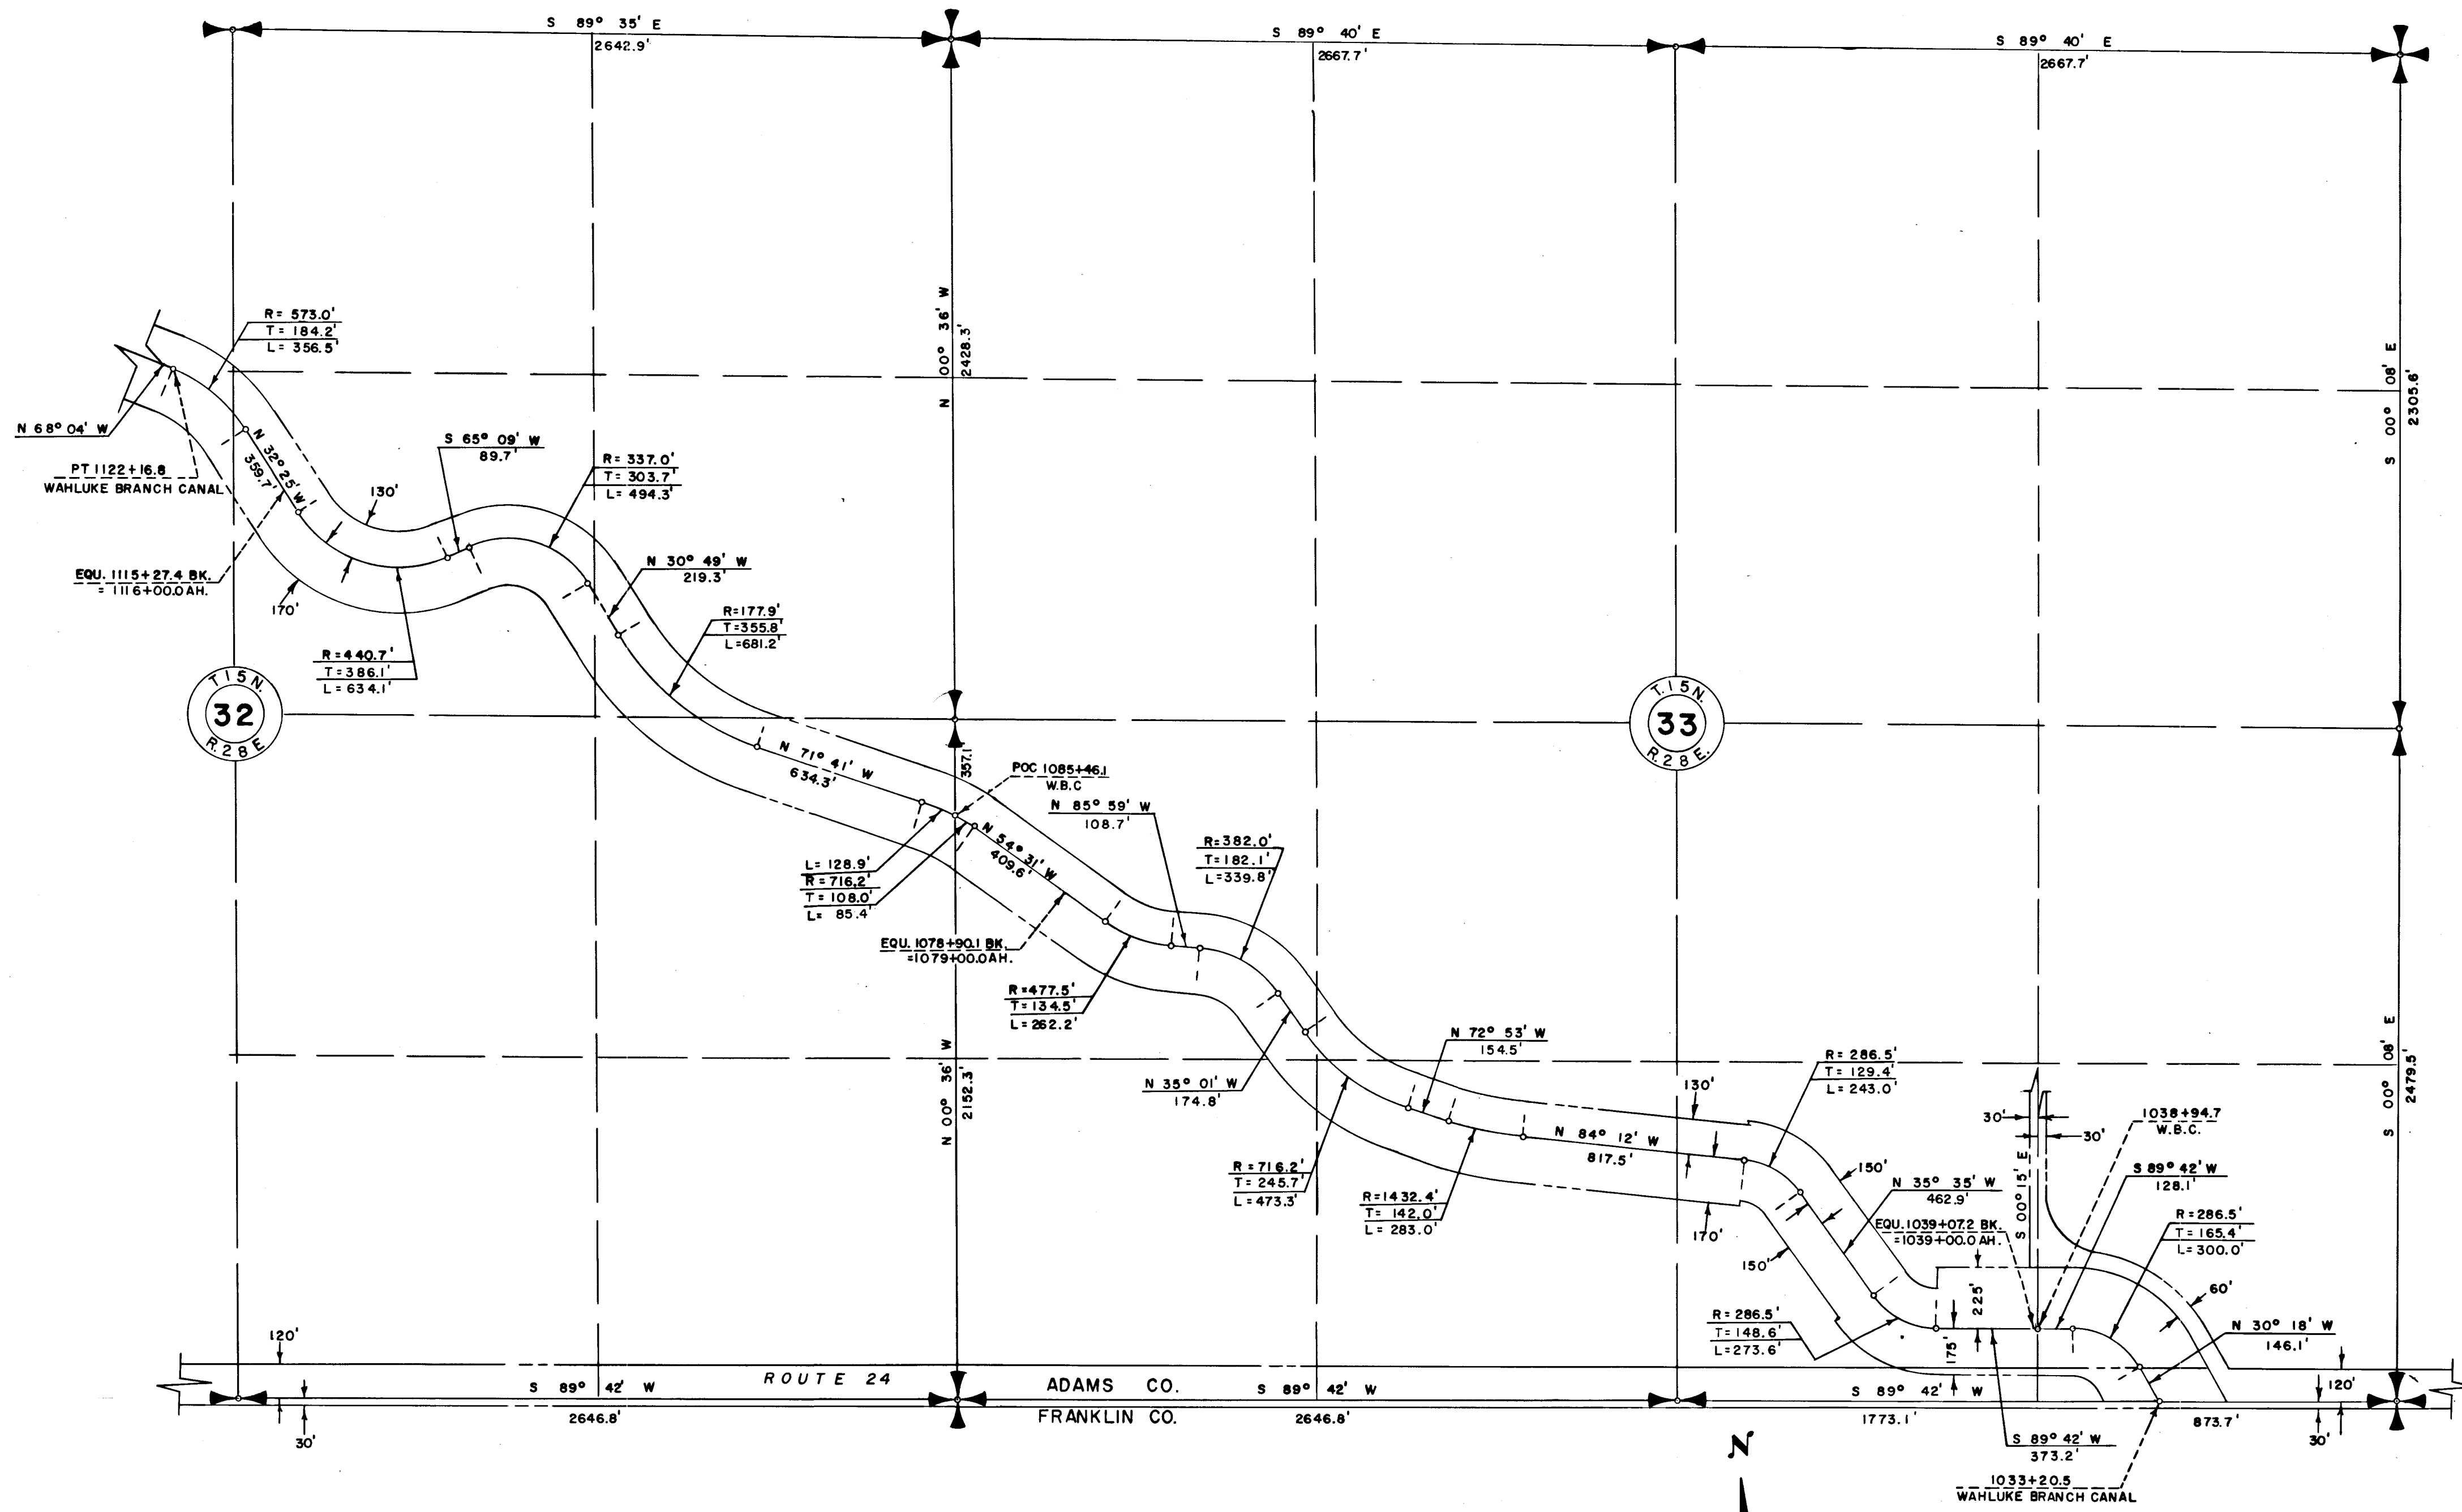 S 89° 35' E
2642.9'
S 89° 40' E
2667.7'
S 89° 40' E
2667.7'
N 00° 36' W
2428.3'
S 00° 08' E
2305.6'
R= 573.0'
T= 184.2'
L= 356.5'
N 68° 04' W
PT 1122+16.8
WAHLUKE BRANCH CANAL
N 32° 25' W
359.7'
130'
S 65° 09' W
89.7'
R= 337.0'
T= 303.7'
L= 494.3'
EQU. 1115+27.4 BK.
= 1116+00.0 AH.
170'
N 30° 49' W
219.3'
R=177.9'
T=355.8'
L=681.2'
R=440.7'
T=386.1'
L=634.1'
T15N.
32
R.28E
T.15N.
33
R.28E.
N 71° 41' W
634.3'
357.1'
POC 1085+46.1
W.B.C
N 85° 59' W
108.7'
N 54° 31' W
409.6'
R=382.0'
T=182.1'
L=339.8'
L= 128.9'
R=716.2'
T=108.0'
L= 85.4'
EQU. 1078+90.1 BK.
=1079+00.0AH.
R=477.5'
T=134.5'
L=262.2'
N 00° 36' W
2152.3'
N 35° 01' W
174.8'
N 72° 53' W
154.5'
130'
R= 286.5'
T= 129.4'
L= 243.0'
S 00° 08' E
2479.5'
N 84° 12' W
817.5'
R=716.2'
T= 245.7'
L=473.3'
R=1432.4'
T= 142.0'
L= 283.0'
170'
150'
150'
N 35° 35' W
462.9'
30'
30'
1038+94.7
W.B.C.
S 89° 42' W
128.1'
S 00° 15' E
EQU.1039+07.2 BK.
=1039+00.0 AH.
R=286.5'
T=165.4'
L=300.0'
60'
225'
175'
R= 286.5'
T=148.6'
L=273.6'
N 30° 18' W
146.1'
120'
ROUTE 24
S 89° 42' W
2646.8'
ADAMS CO.
FRANKLIN CO.
S 89° 42' W
2646.8'
S 89° 42' W
1773.1'
873.7'
120'
30'
30'
S 89° 42' W
373.2'
1033+20.5
WAHLUKE BRANCH CANAL
N